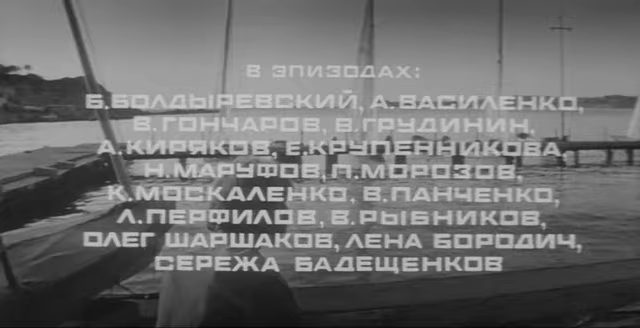 В ЭПИЗОДАХ:
Б.БОЛДЫРЕВСКИЙ, А.ВАСИЛЕНКО,
В.ГОНЧАРОВ, В.ГРУДИНИН,
А.КИРЯКОВ, Е.КРУПЕННИКОВА,
Н.МАРУФОВ, П.МОРОЗОВ,
К.МОСКАЛЕНКО, В.ПАНЧЕНКО,
Л.ПЕРФИЛОВ, В.РЫБНИКОВ,
ОЛЕГ ШАРШАКОВ, ЛЕНА БОРОДИЧ,
СЕРЕЖА БАДЕЩЕНКОВ